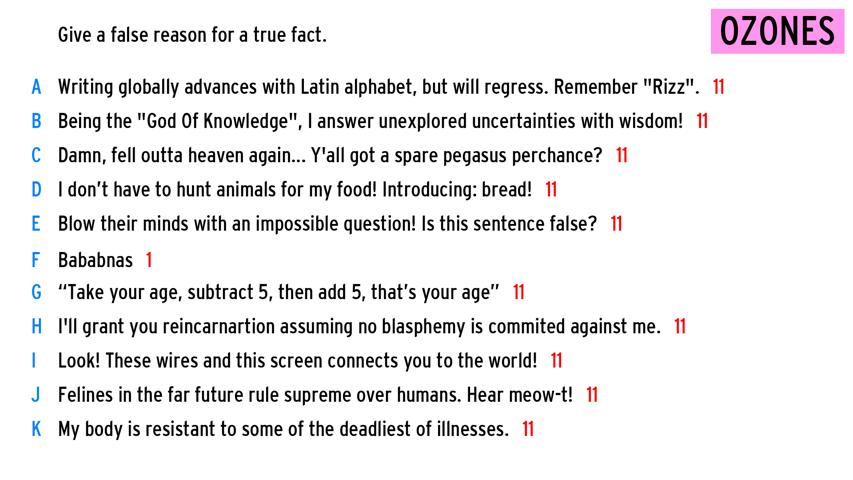 Give a false reason for a true fact.
OZONES
A Writing globally advances with Latin alphabet, but will regress. Remember "Rizz". 11
B Being the "God Of Knowledge", I answer unexplored uncertainties with wisdom! 11
C Damn, fell outta heaven again... Y'all got a spare pegasus perchance? 11
D I don't have to hunt animals for my food! Introducing: bread! 11
E Blow their minds with an impossible question! Is this sentence false? 11
F Bababnas 1
G “Take your age, subtract 5, then add 5, that’s your age” 11
H I'll grant you reincarnartion assuming no blasphemy is commited against me. 11
I Look! These wires and this screen connects you to the world! 11
J Felines in the far future rule supreme over humans. Hear meow-t! 11
K My body is resistant to some of the deadliest of illnesses. 11